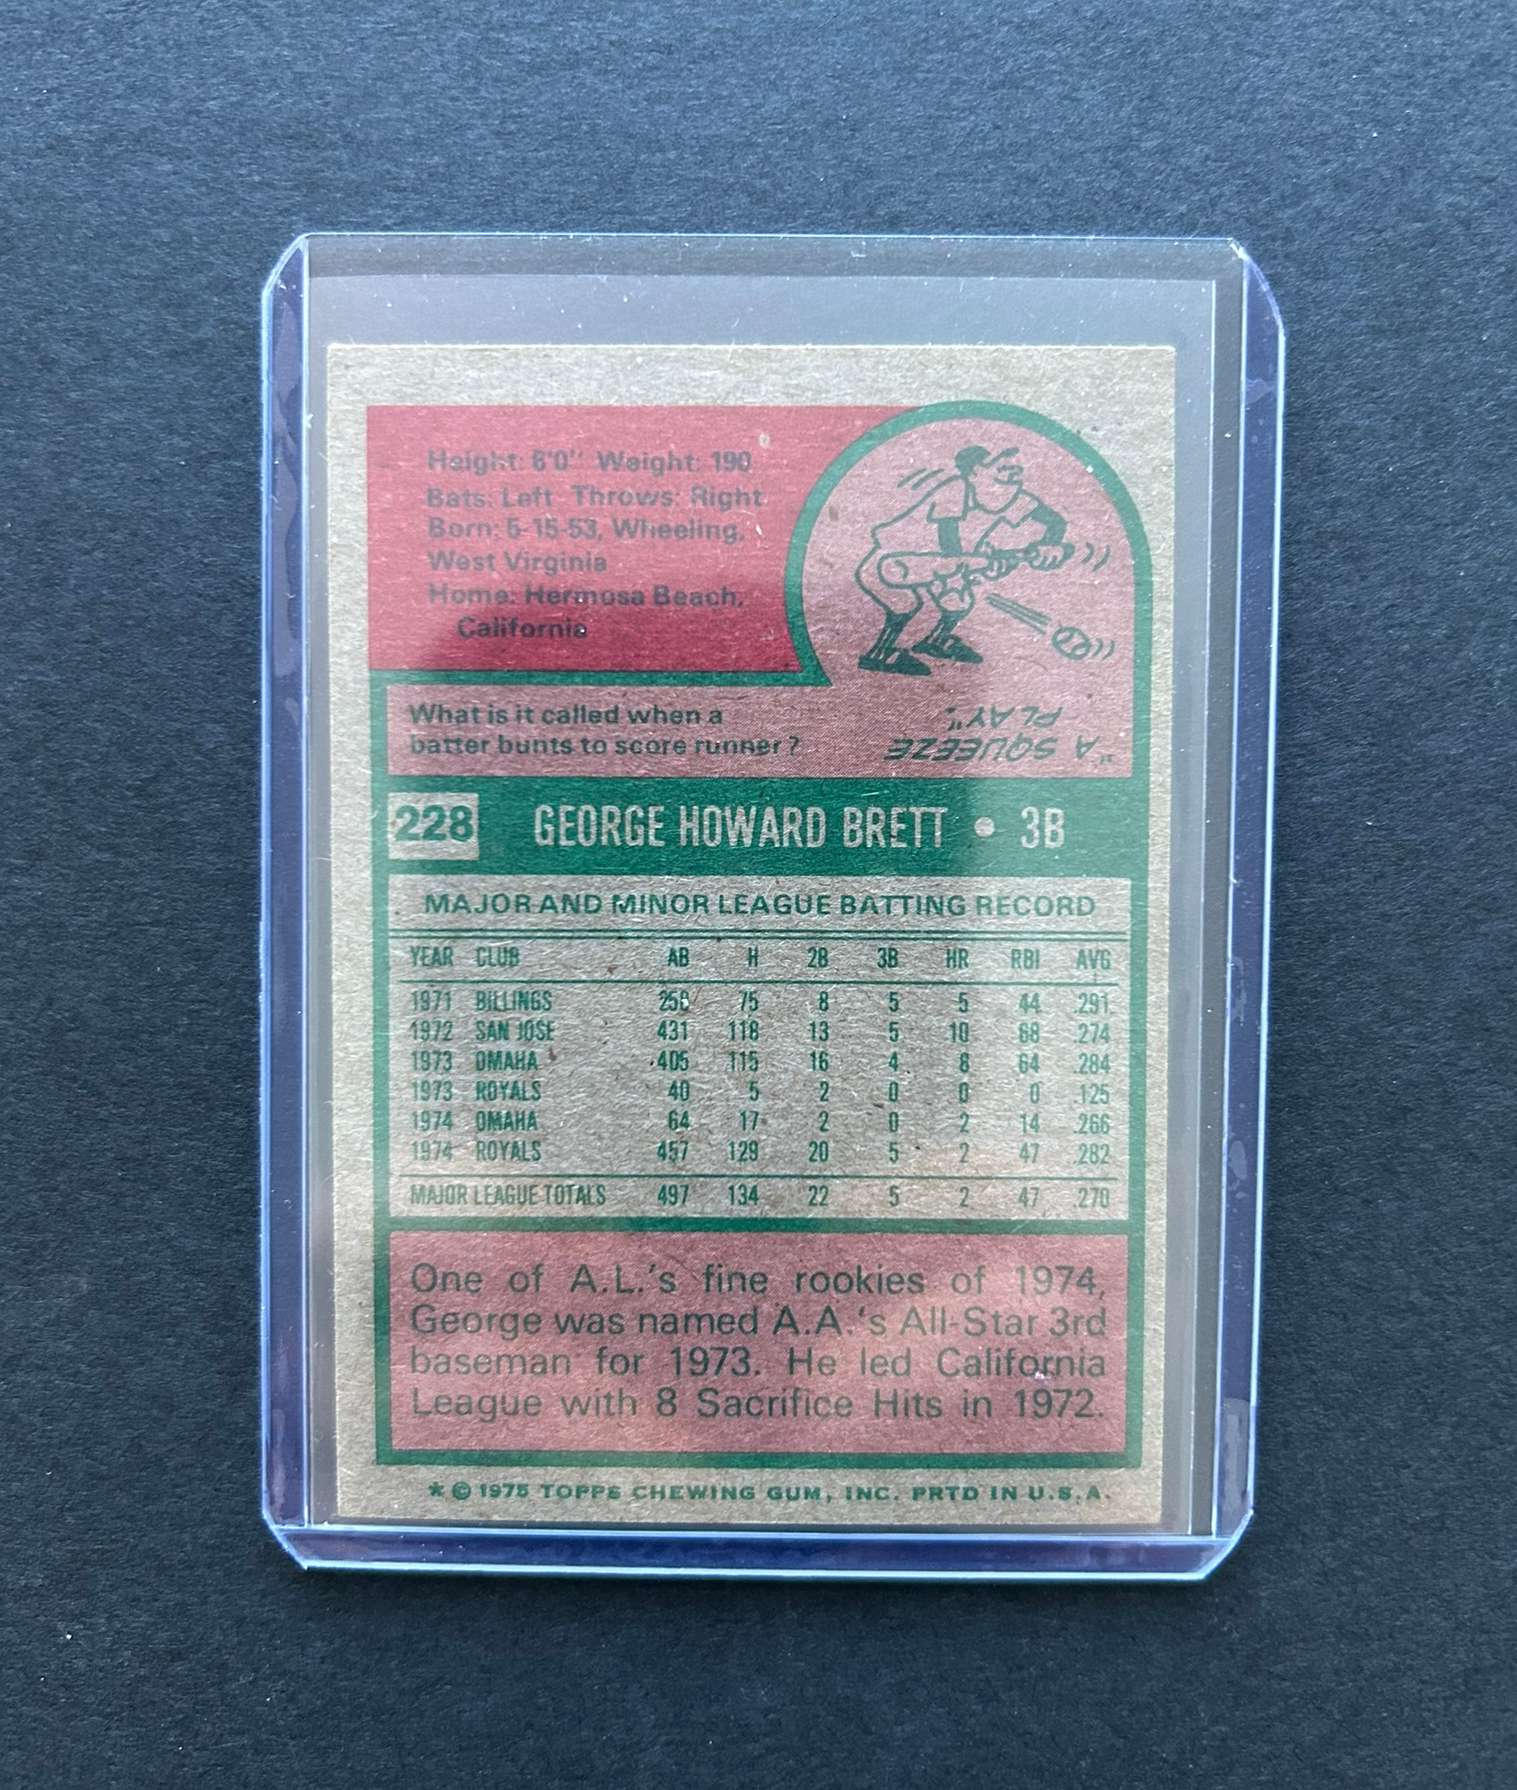 Height: 6'0" Weight: 190
Bats: Left Throws: Right
Born: 5-15-53, Wheeling,
West Virginia
Home: Hermosa Beach,
California
What is it called when a
batter bunts to score runner?
"A SQUEEZE
PLAY".
228 GEORGE HOWARD BRETT • 3B
MAJOR AND MINOR LEAGUE BATTING RECORD
YEAR CLUB AB H 2B 3B HR RBI AVG
1971 BILLINGS 258 75 8 5 5 44 .291
1972 SAN JOSE 431 118 13 5 10 68 .274
1973 OMAHA 405 115 16 4 8 64 .284
1973 ROYALS 40 5 2 0 0 0 .125
1974 OMAHA 64 17 2 0 2 14 .266
1974 ROYALS 457 129 20 5 2 47 .282
MAJOR LEAGUE TOTALS 497 134 22 5 2 47 .270
One of A.L.'s fine rookies of 1974,
George was named A.A.'s All-Star 3rd
baseman for 1973. He led California
League with 8 Sacrifice Hits in 1972.
* © 1975 TOPPS CHEWING GUM, INC. PRTD IN U.S.A.